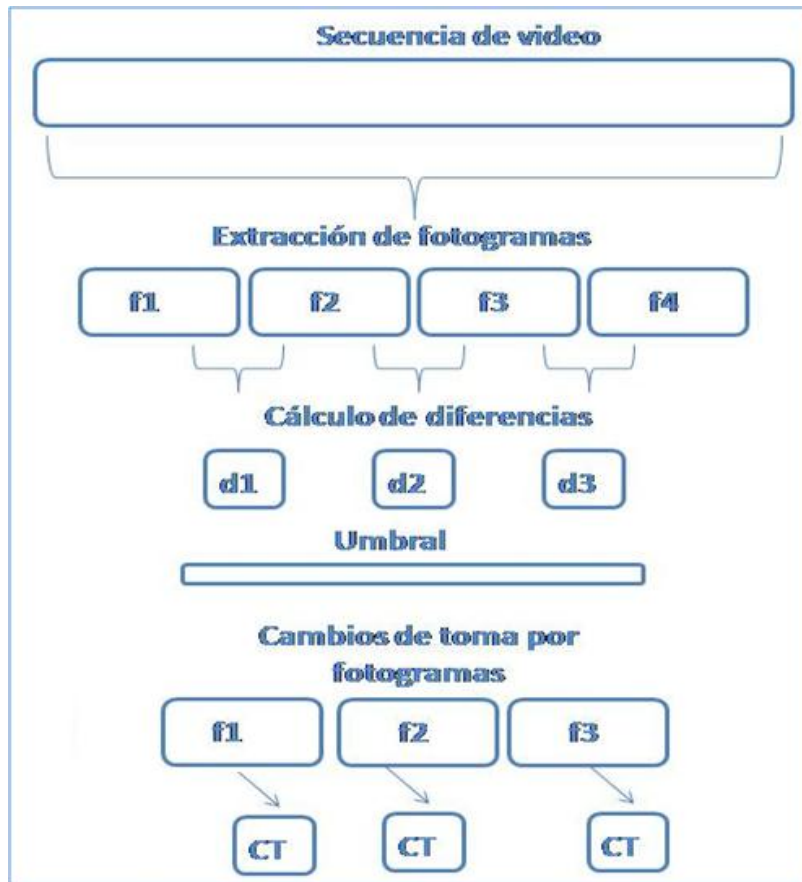 Secuencia de video
Extracción de fotogramas
f1 f2 f3 f4
Cálculo de diferencias
d1 d2 d3
Umbral
Cambios de toma por
fotogramas
f1 f2 f3
CT CT CT